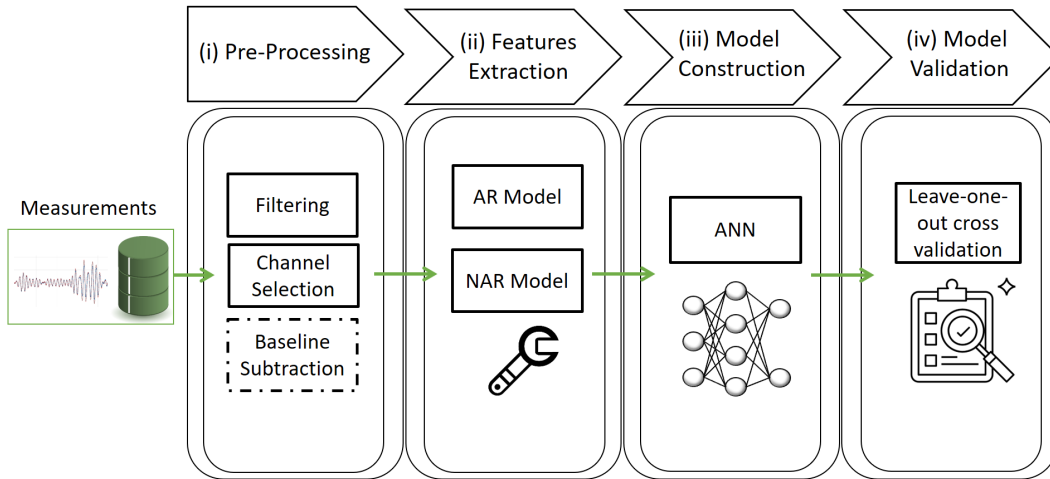 (i) Pre-Processing
(ii) Features
Extraction
(iii) Model
Construction
(iv) Model
Validation
Measurements
Filtering
Channel
Selection
Baseline
Subtraction
AR Model
NAR Model
ANN
Leave-one-
out cross
validation